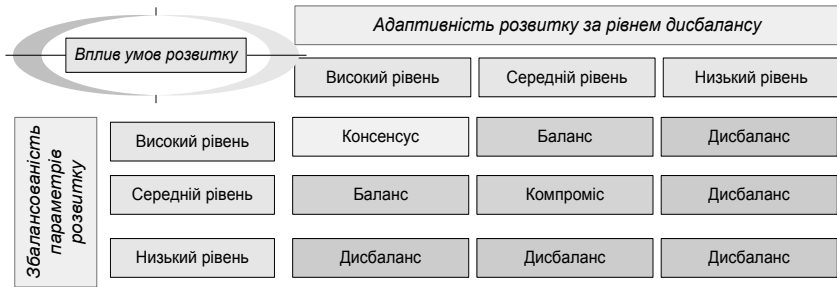 Адаптивність розвитку за рівнем дисбалансу
Вплив умов розвитку
Високий рівень Середній рівень Низький рівень
Збалансованість
параметрів
розвитку
Високий рівень Консенсус Баланс Дисбаланс
Середній рівень Баланс Компроміс Дисбаланс
Низький рівень Дисбаланс Дисбаланс Дисбаланс